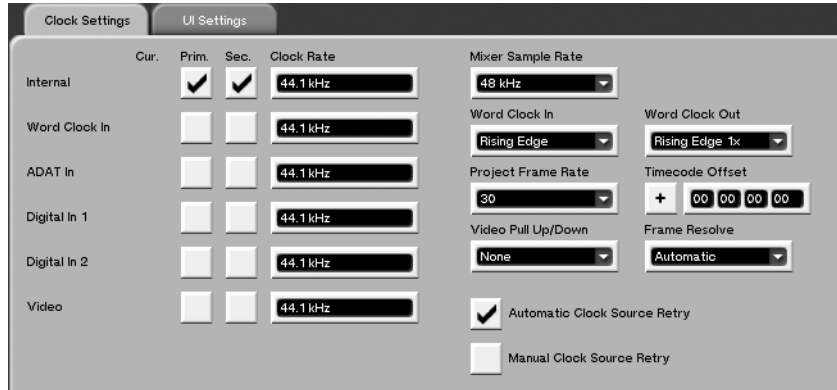 Clock Settings UI Settings
Cur. Prim. Sec. Clock Rate Mixer Sample Rate
Internal 44.1 kHz 48 kHz
Word Clock In Word Clock Out
Word Clock In 44.1 kHz Rising Edge Rising Edge 1x
ADAT In 44.1 kHz Project Frame Rate Timecode Offset
30 + 00 00 00 00
Digital In 1 44.1 kHz
Video Pull Up/Down Frame Resolve
Digital In 2 44.1 kHz None Automatic
Video 44.1 kHz Automatic Clock Source Retry
Manual Clock Source Retry